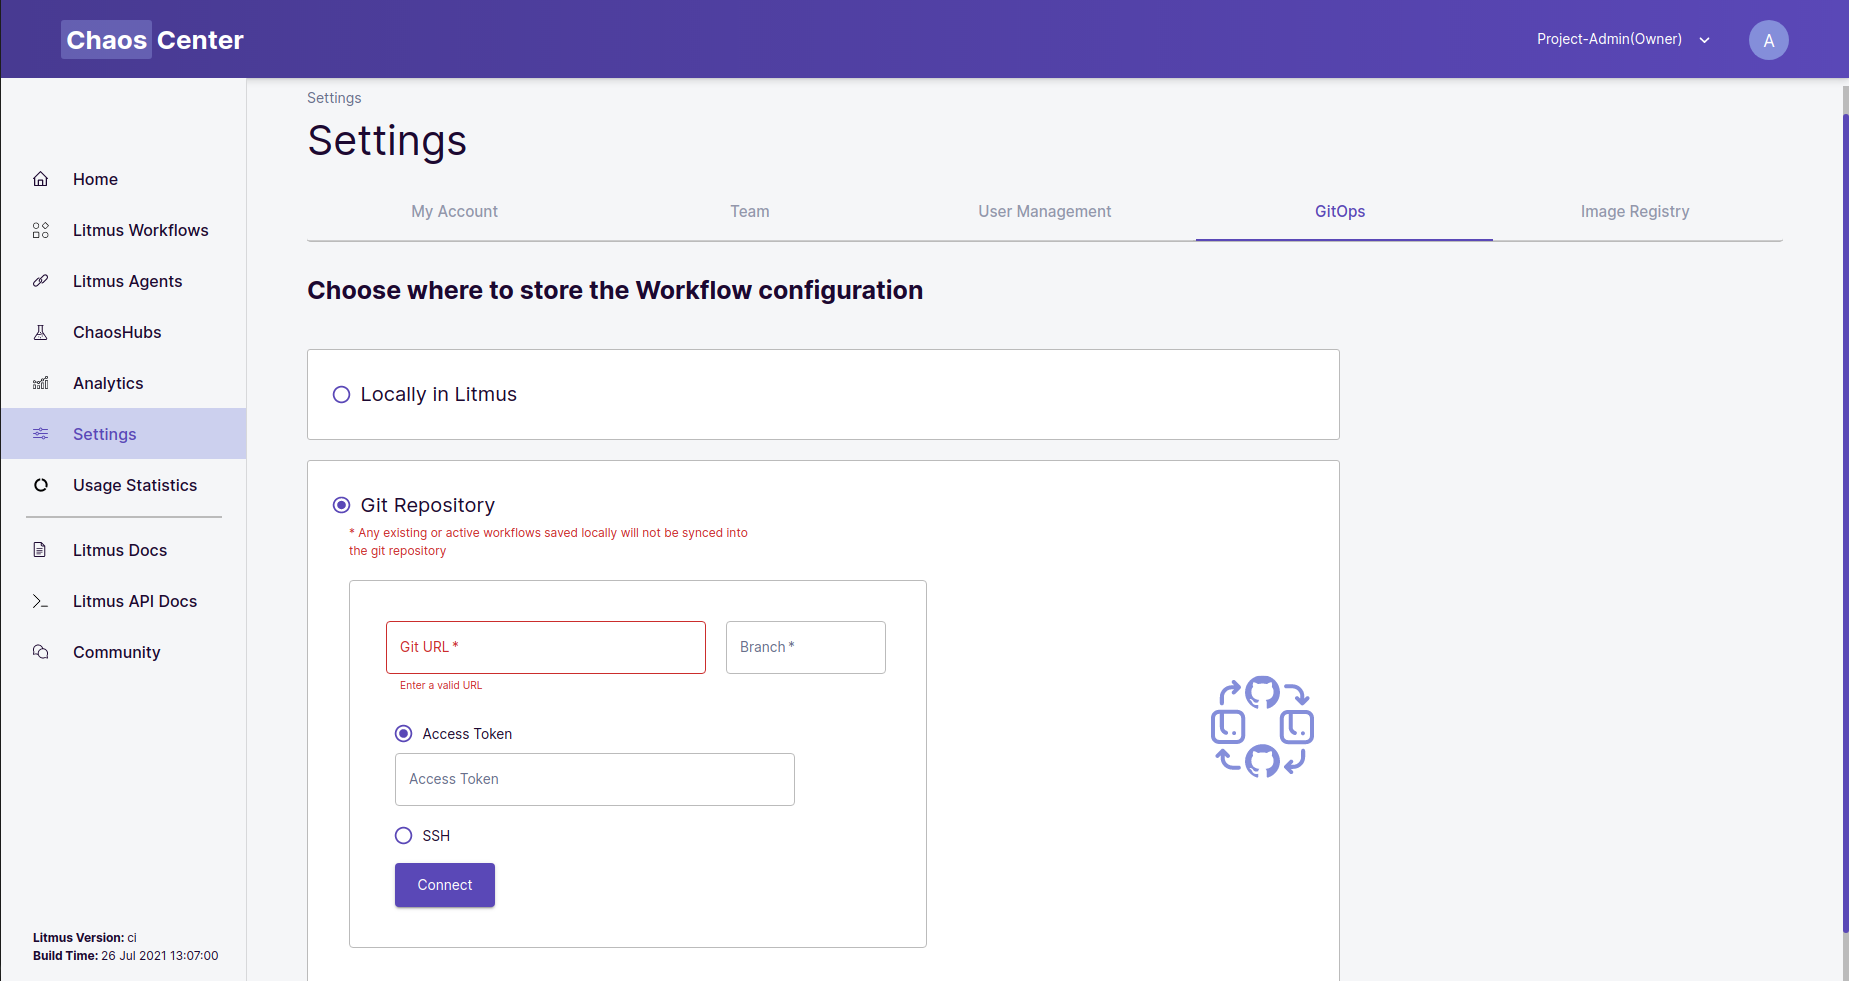 Chaos Center
Project-Admin(Owner)
A
Home
Litmus Workflows
Litmus Agents
ChaosHubs
Analytics
Settings
Usage Statistics
Litmus Docs
Litmus API Docs
Community
Litmus Version: ci
Build Time: 26 Jul 2021 13:07:00
Settings
Settings
My Account
Team
User Management
GitOps
Image Registry
Choose where to store the Workflow configuration
Locally in Litmus
Git Repository
* Any existing or active workflows saved locally will not be synced into
the git repository
Git URL *
Branch *
Enter a valid URL
Access Token
Access Token
SSH
Connect